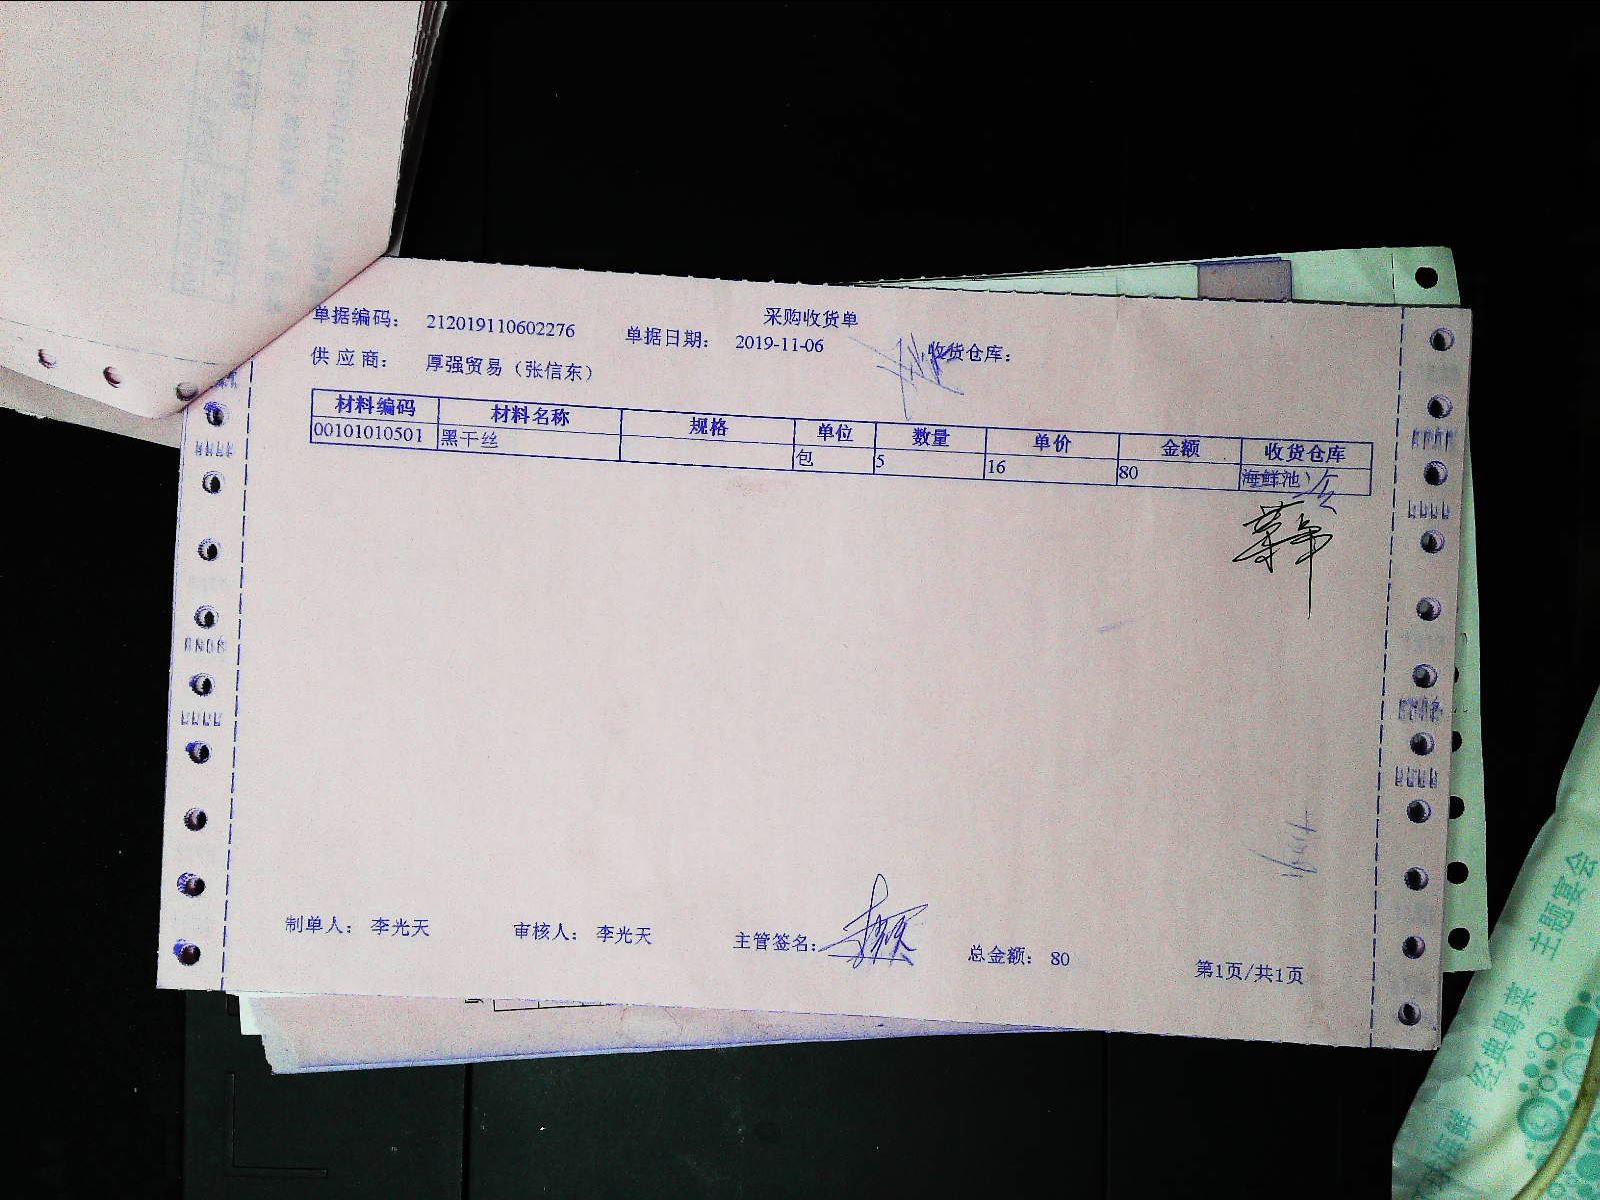 采购收货单
单据编码： 212019110602276 单据日期： 2019-11-06 收货仓库：
供应商： 厚强贸易（张信东）
材料编码 材料名称 规格 单位 数量 单价 金额 收货仓库
00101010501 黑干丝 包 5 16 80 海鲜池
制单人： 李光天 审核人： 李光天 主管签名： 总金额： 80
第1页/共1页
经典粤菜 主题宴会